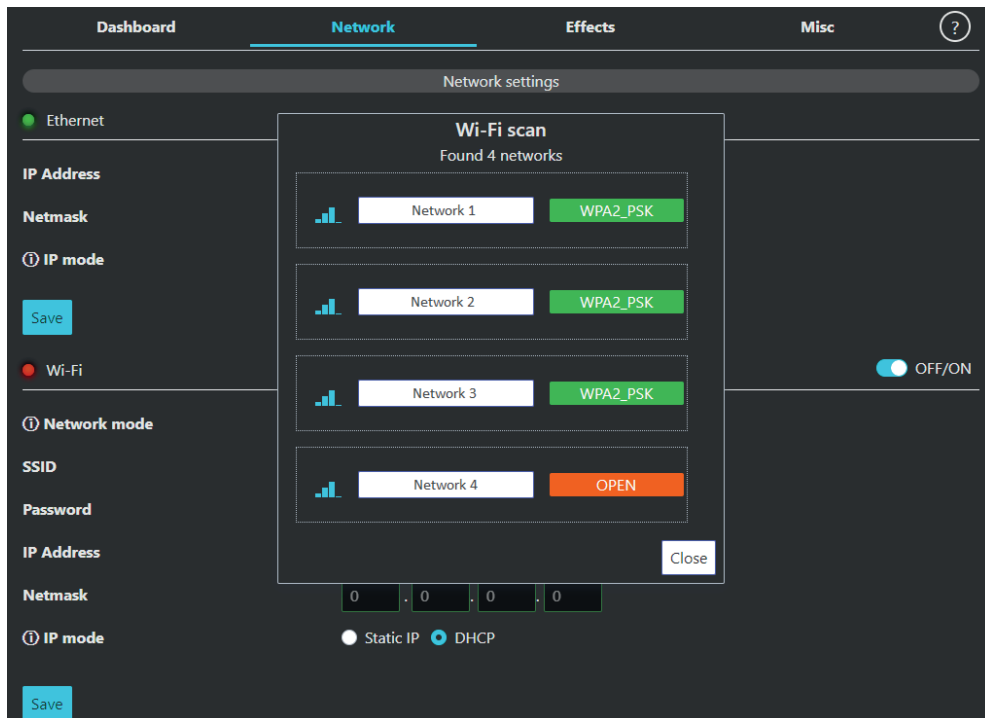 Dashboard Network Effects Misc ?
Network settings
Ethernet
IP Address
Netmask
ⓘ IP mode
Save
Wi-Fi scan
Found 4 networks
Network 1 WPA2_PSK
Network 2 WPA2_PSK
Network 3 WPA2_PSK
Network 4 OPEN
Close
Wi-Fi OFF/ON
ⓘ Network mode
SSID
Password
IP Address
Netmask 0 . 0 . 0 . 0
ⓘ IP mode Static IP DHCP
Save